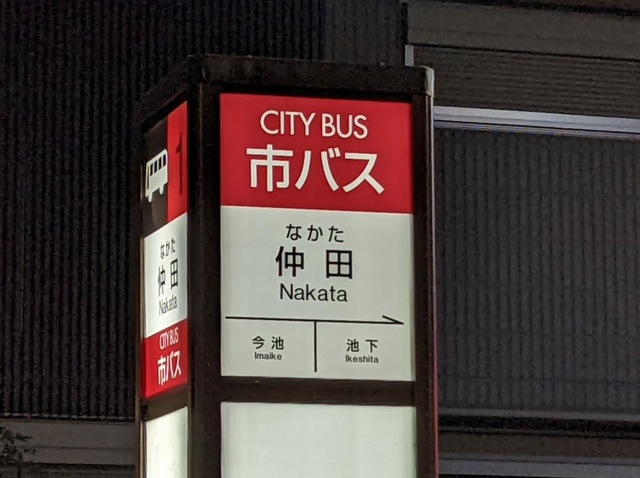 1
なかた
仲田
Nakata
CITY BUS
市バス
CITY BUS
市バス
なかた
仲田
Nakata
今池
Imaike
池下
Ikeshita